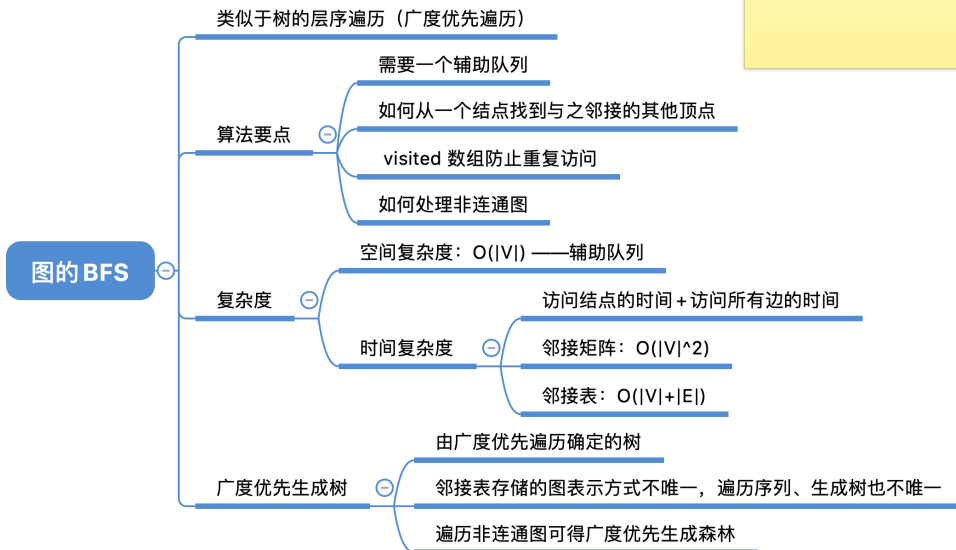 类似于树的层序遍历（广度优先遍历）
需要一个辅助队列
如何从一个结点找到与之邻接的其他顶点
算法要点
visited 数组防止重复访问
如何处理非连通图
图的BFS
空间复杂度：O(|V|) ——辅助队列
复杂度
访问结点的时间+访问所有边的时间
时间复杂度
邻接矩阵：O(|V|^2)
邻接表：O(|V|+|E|)
由广度优先遍历确定的树
广度优先生成树
邻接表存储的图表示方式不唯一，遍历序列、生成树也不唯一
遍历非连通图可得广度优先生成森林